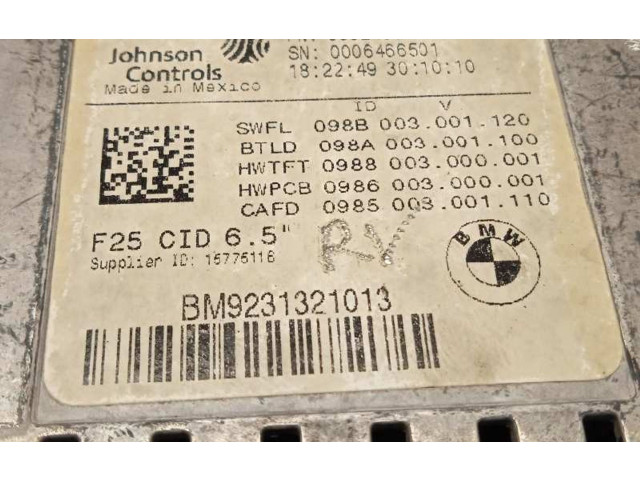 Johnson
Controls
Made in Mexico
SN: 0006466501
18:22:49 30:10:10
ID V
SWFL 098B 003.001.120
BTLD 098A 003.001.100
HWTFT 0988 003.000.001
HWPCB 0986 003.000.001
CAFD 0985 003.001.110
F25 CID 6.5"
Supplier ID: 15775116
BMW
BM9231321013